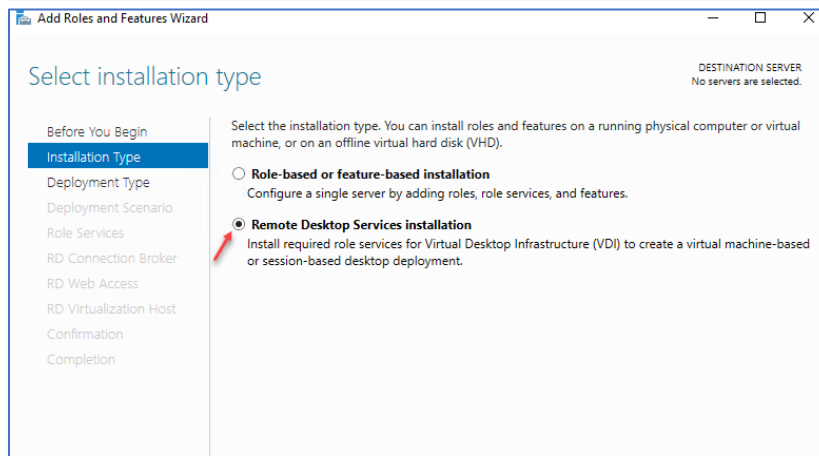 Add Roles and Features Wizard
Select installation type
DESTINATION SERVER
No servers are selected.
Before You Begin
Installation Type
Deployment Type
Deployment Scenario
Role Services
RD Connection Broker
RD Web Access
RD Virtualization Host
Confirmation
Completion
Select the installation type. You can install roles and features on a running physical computer or virtual
machine, or on an offline virtual hard disk (VHD).
Role-based or feature-based installation
Configure a single server by adding roles, role services, and features.
Remote Desktop Services installation
Install required role services for Virtual Desktop Infrastructure (VDI) to create a virtual machine-based
or session-based desktop deployment.